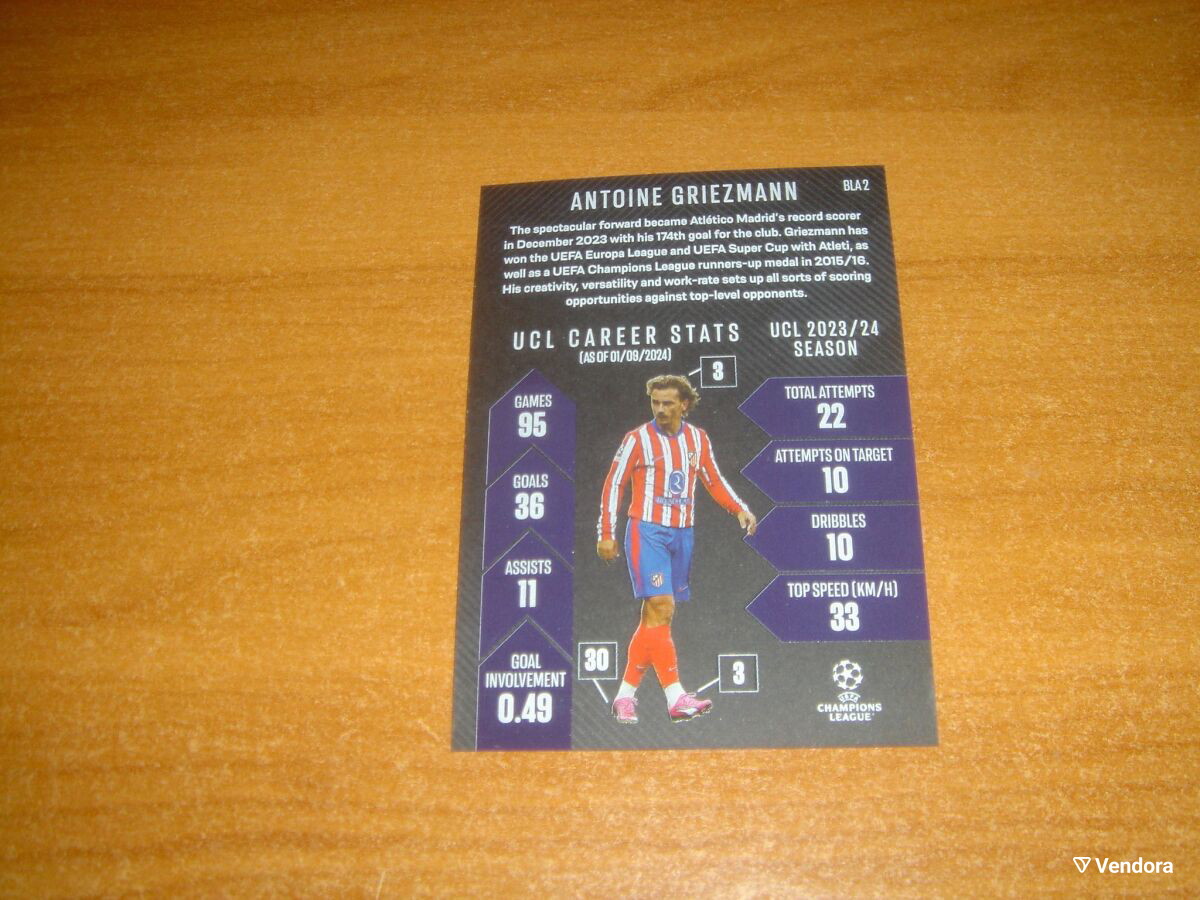 ANTOINE GRIEZMANN
BLA 2
The spectacular forward became Atlético Madrid's record scorer
in December 2023 with his 174th goal for the club. Griezmann has
won the UEFA Europa League and UEFA Super Cup with Atleti, as
well as a UEFA Champions League runners-up medal in 2015/16.
His creativity, versatility and work-rate sets up all sorts of scoring
opportunities against top-level opponents.
UCL CAREER STATS
(AS OF 01/09/2024)
UCL 2023/24
SEASON
3
GAMES
95
GOALS
36
ASSISTS
11
GOAL
INVOLVEMENT
0.49
30
3
TOTAL ATTEMPTS
22
ATTEMPTS ON TARGET
10
DRIBBLES
10
TOP SPEED (KM/H)
33
UEFA
CHAMPIONS
LEAGUE
Vendora